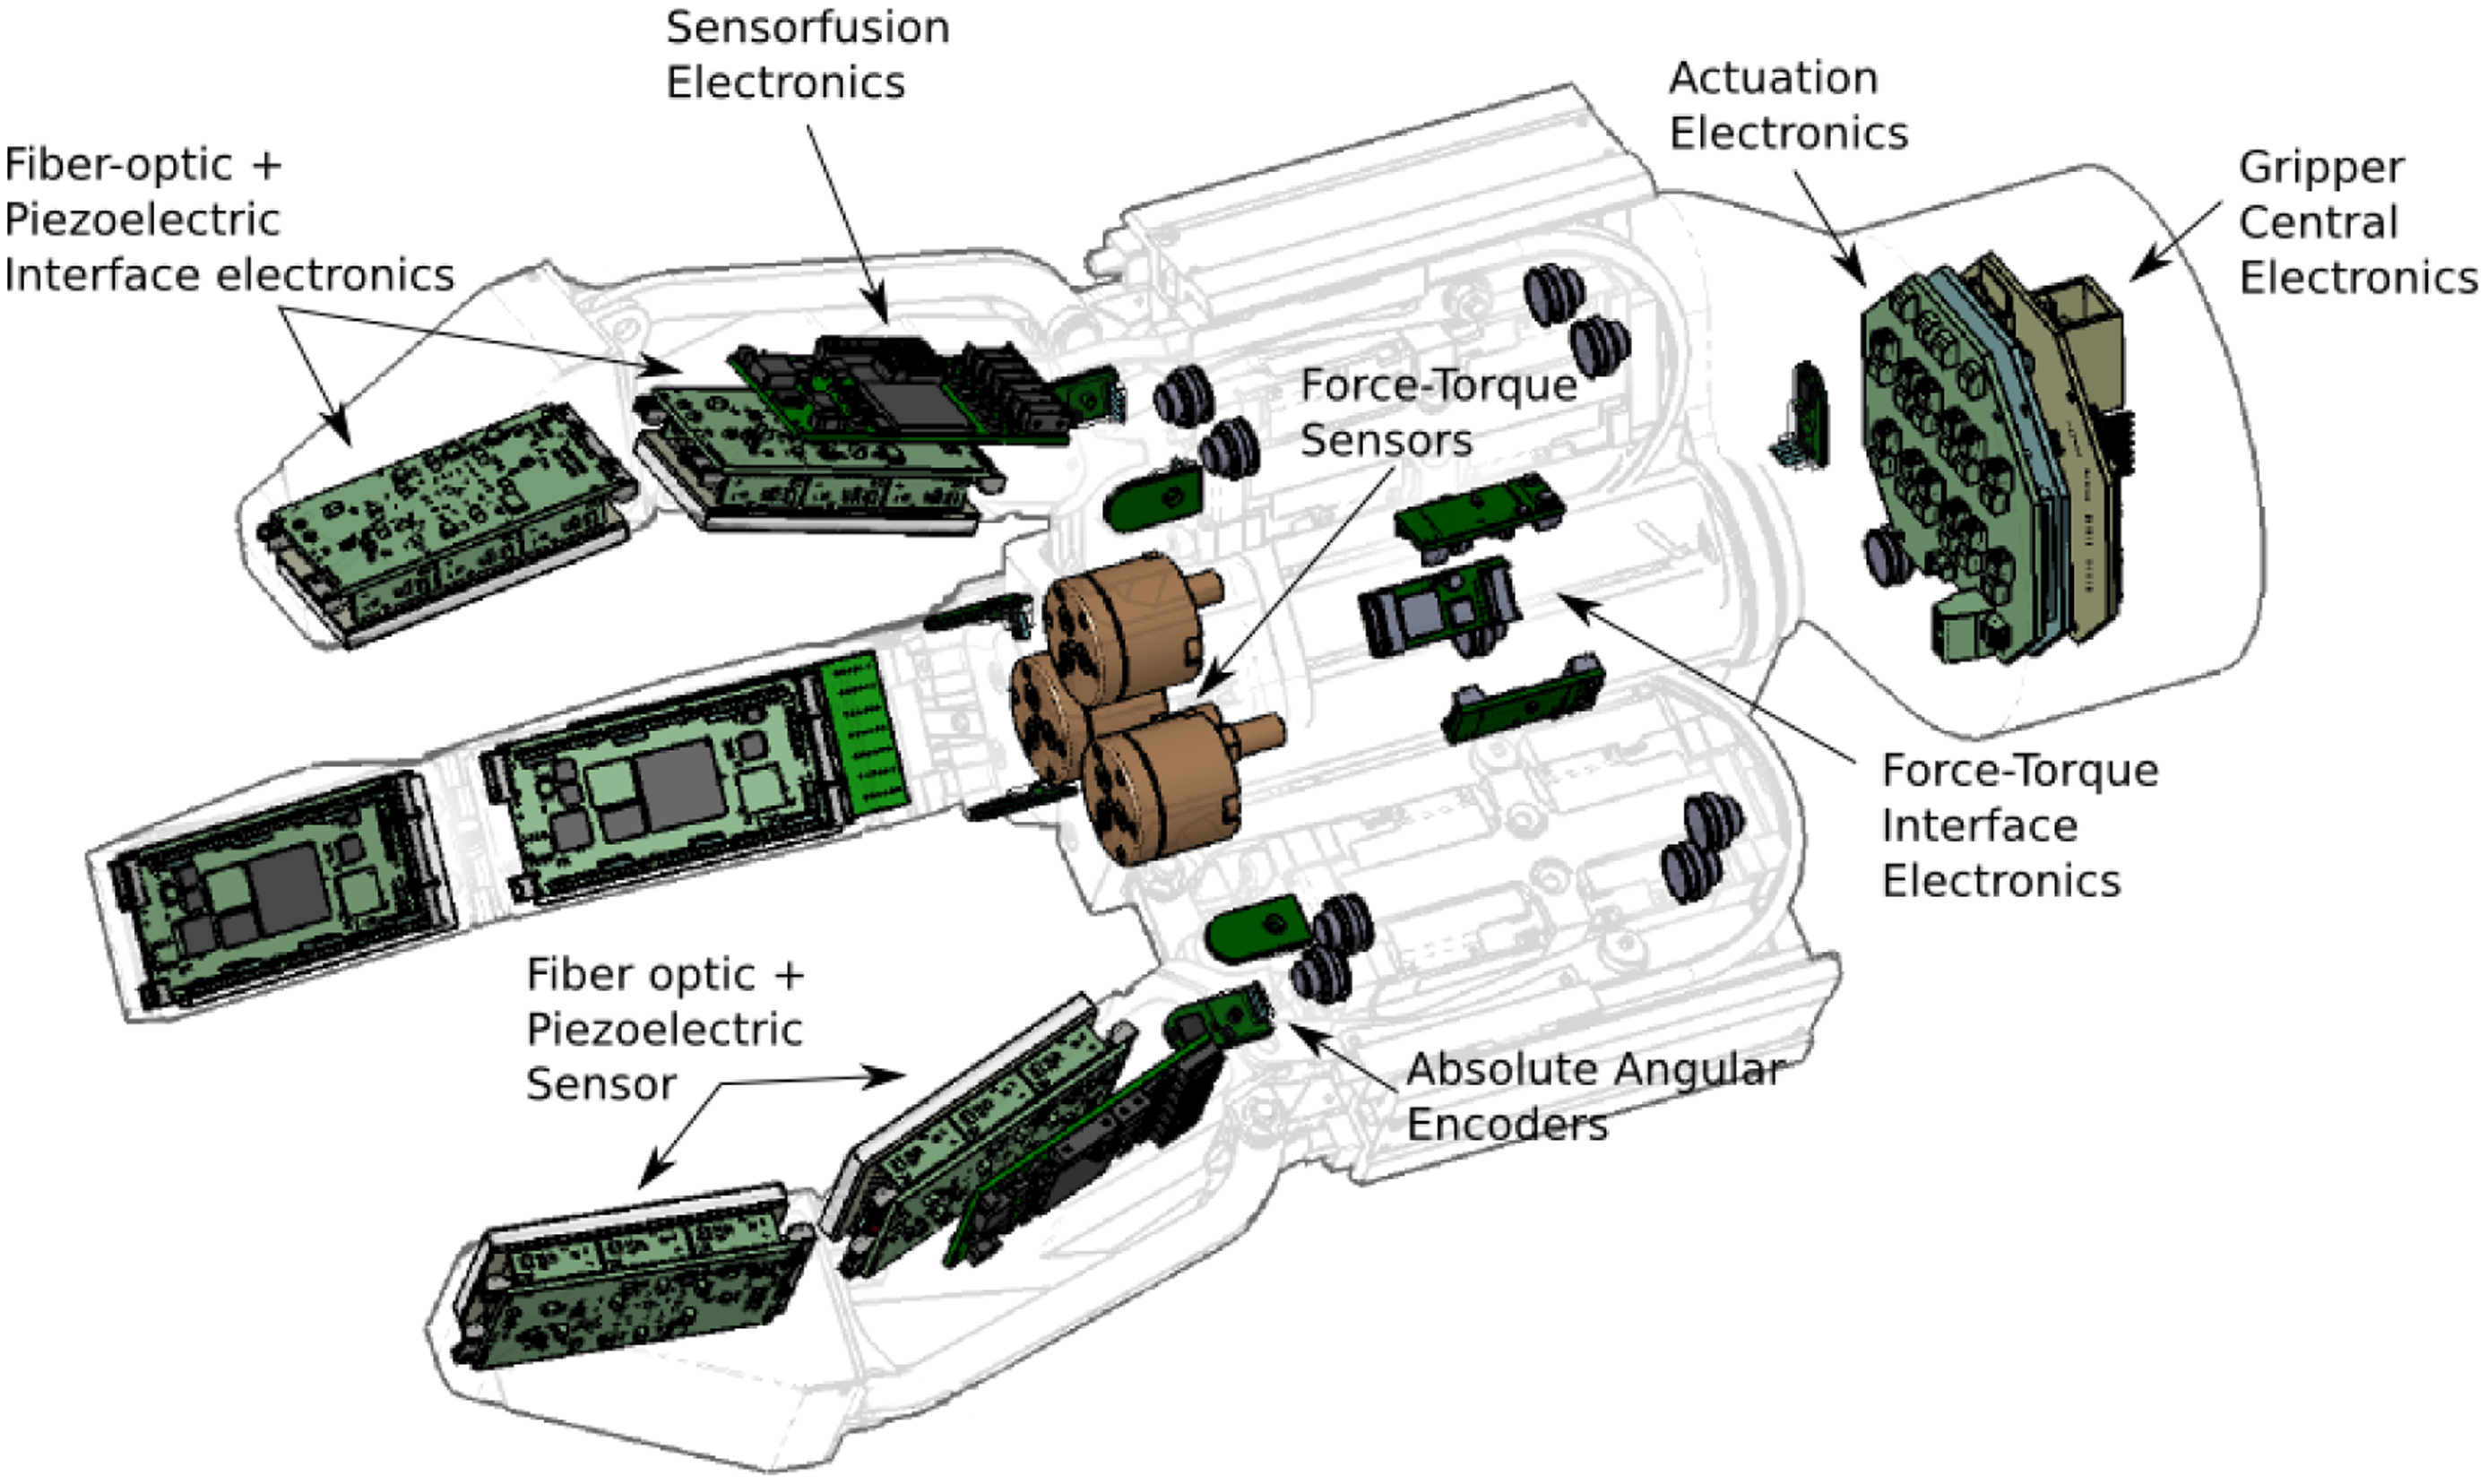 Sensorfusion
Electronics
Actuation
Electronics
Gripper
Central
Electronics
Fiber-optic +
Piezoelectric
Interface electronics
Force-Torque
Sensors
Force-Torque
Interface
Electronics
Fiber optic +
Piezoelectric
Sensor
Absolute Angular
Encoders